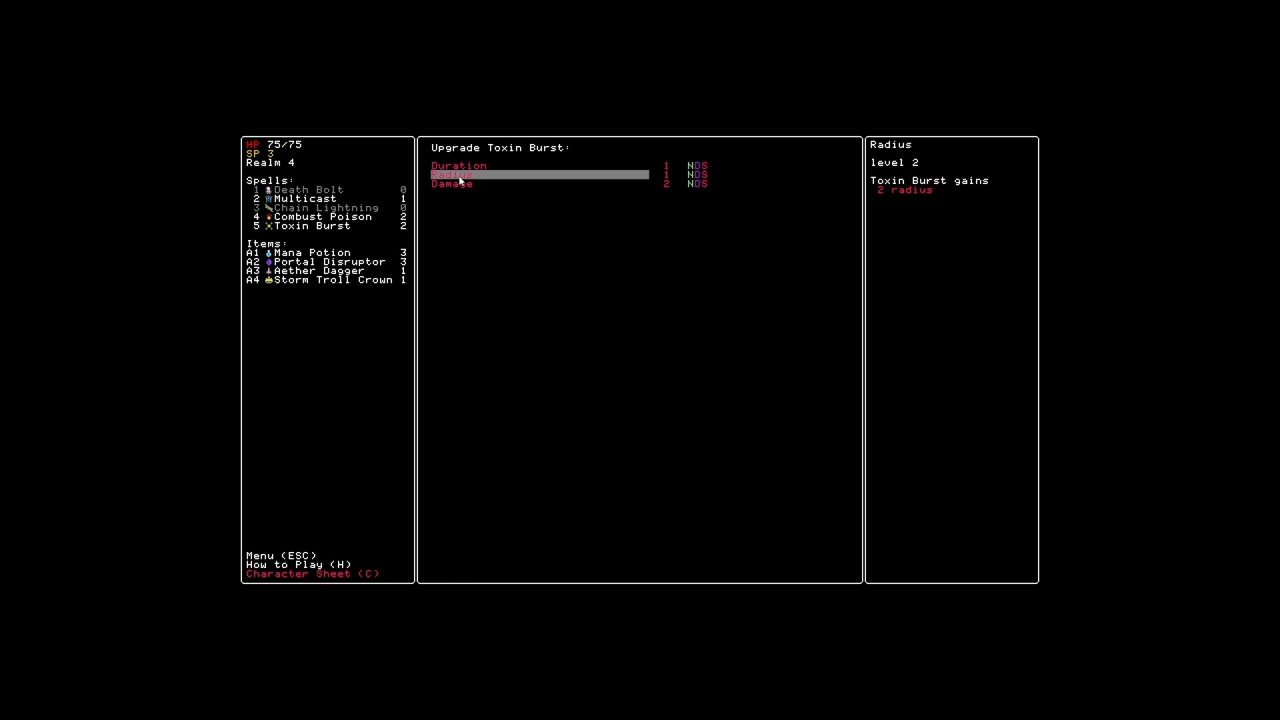 HP 75/75
SP 3
Realm 4
Spells:
1 Death Bolt 0
2 Multicast 1
3 Chain Lightning 0
4 Combust Poison 2
5 Toxin Burst 2
Items:
A1 Mana Potion 3
A2 Portal Disruptor 3
A3 Aether Dagger 1
A4 Storm Troll Crown 1
Menu (ESC)
How to Play (H)
Character Sheet (C)
Upgrade Toxin Burst:
Duration 1 NDS
Radius 1 NDS
Damage 2 NDS
Radius
level 2
Toxin Burst gains
2 radius